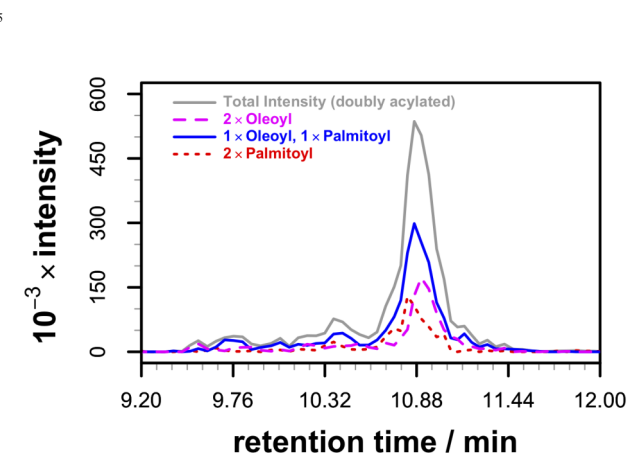 5
Total Intensity (doubly acylated)
2 × Oleoyl
1 × Oleoyl, 1 × Palmitoyl
2 × Palmitoyl
600
450
300
150
0
10⁻³ × intensity
9.20 9.76 10.32 10.88 11.44 12.00
retention time / min